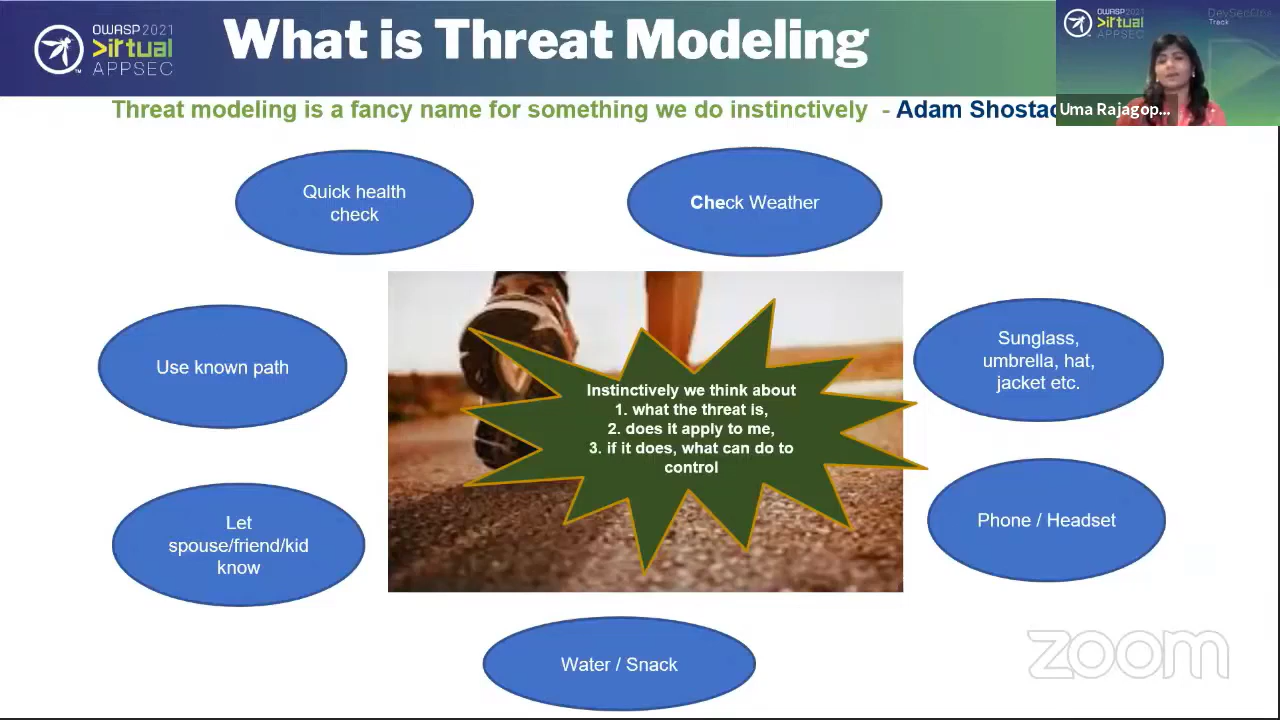 OWASP 2021
Virtual
APPSEC
What is Threat Modeling
OWASP 2021
Virtual
APPSEC
DevSecOps
Track
Uma Rajagop...
Threat modeling is a fancy name for something we do instinctively - Adam Shostac
Quick health
check
Check Weather
Use known path
Sunglass,
umbrella, hat,
jacket etc.
Instinctively we think about
1. what the threat is,
2. does it apply to me,
3. if it does, what can do to
control
Let
spouse/friend/kid
know
Phone / Headset
Water / Snack
zoom